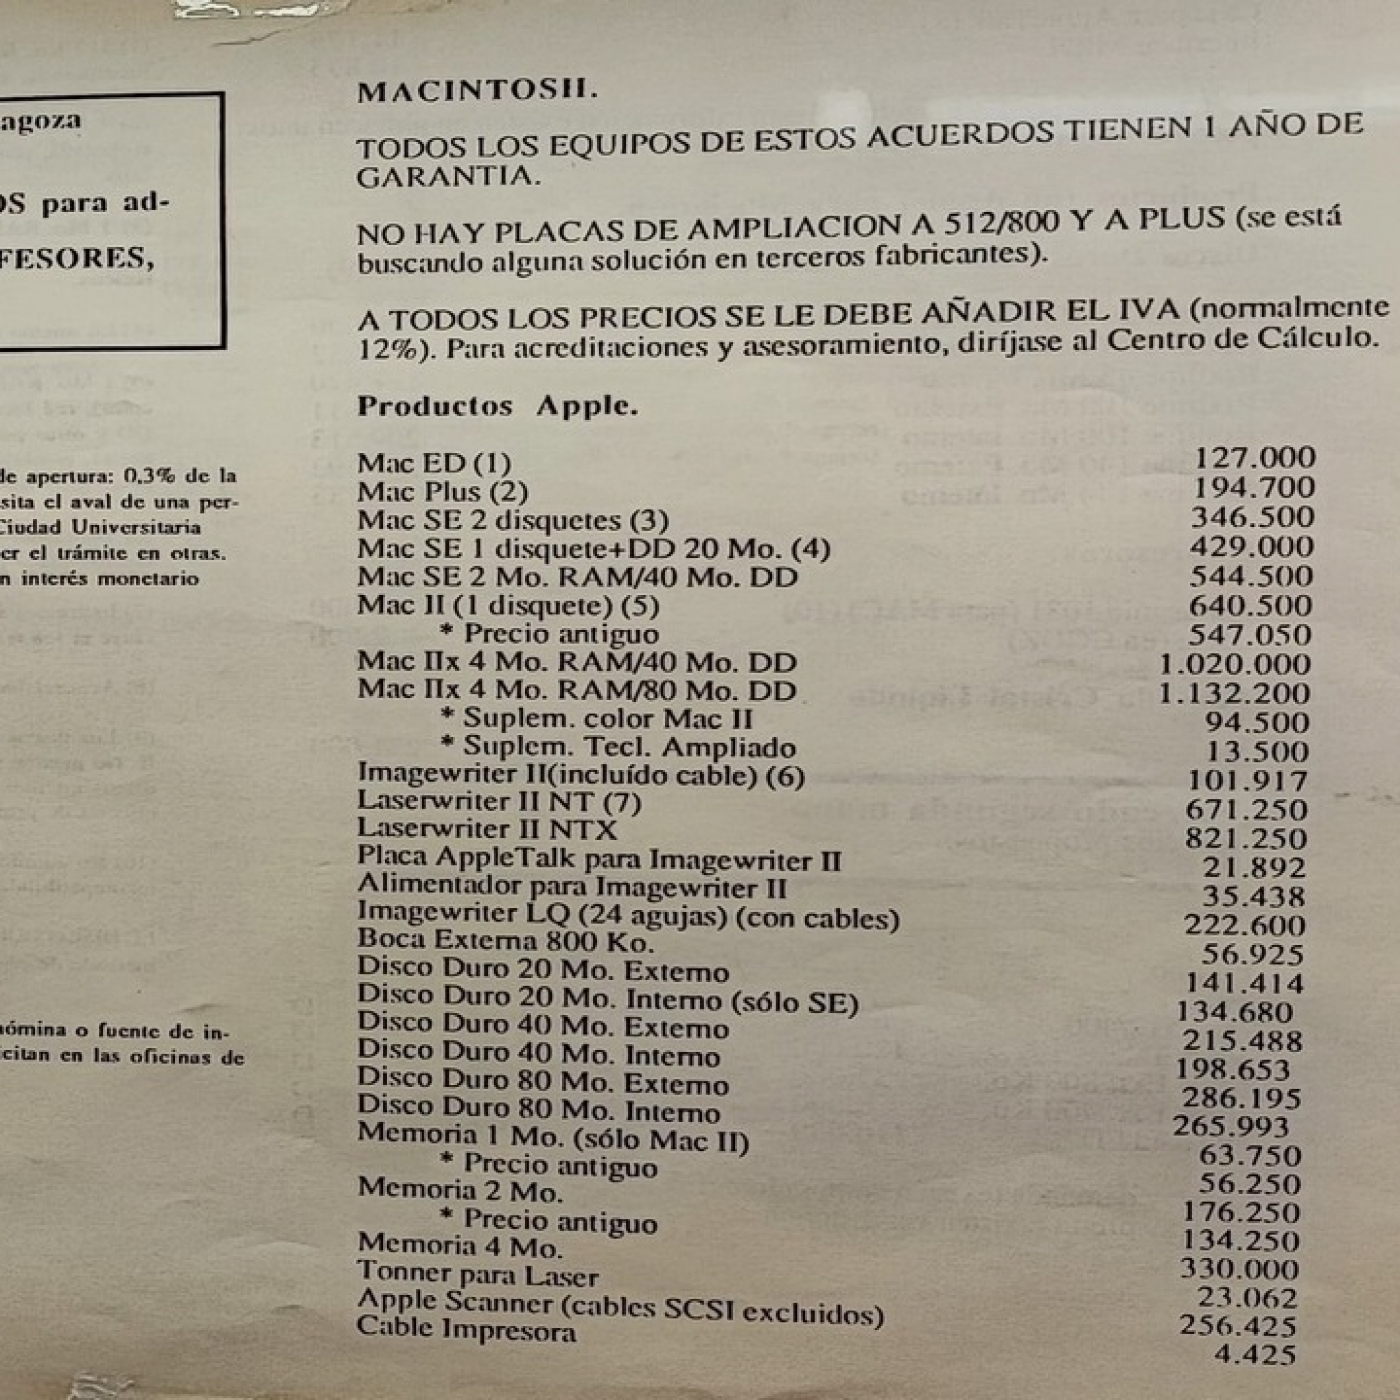 agoza
OS para ad-
FESORES,
de apertura: 0,3% de la
sita el aval de una per-
Ciudad Universitaria
er el trámite en otras.
n interés monetario
nómina o fuente de in-
icitan en las oficinas de
MACINTOSH.
TODOS LOS EQUIPOS DE ESTOS ACUERDOS TIENEN 1 AÑO DE
GARANTIA.
NO HAY PLACAS DE AMPLIACION A 512/800 Y A PLUS (se está
buscando alguna solución en terceros fabricantes).
A TODOS LOS PRECIOS SE LE DEBE AÑADIR EL IVA (normalmente
12%). Para acreditaciones y asesoramiento, diríjase al Centro de Cálculo.
Productos Apple.
Mac ED (1) 127.000
Mac Plus (2) 194.700
Mac SE 2 disquetes (3) 346.500
Mac SE 1 disquete+DD 20 Mo. (4) 429.000
Mac SE 2 Mo. RAM/40 Mo. DD 544.500
Mac II (1 disquete) (5) 640.500
* Precio antiguo 547.050
Mac IIx 4 Mo. RAM/40 Mo. DD 1.020.000
Mac IIx 4 Mo. RAM/80 Mo. DD 1.132.200
* Suplem. color Mac II 94.500
* Suplem. Tecl. Ampliado 13.500
Imagewriter II(incluído cable) (6) 101.917
Laserwriter II NT (7) 671.250
Laserwriter II NTX 821.250
Placa AppleTalk para Imagewriter II 21.892
Alimentador para Imagewriter II 35.438
Imagewriter LQ (24 agujas) (con cables) 222.600
Boca Externa 800 Ko. 56.925
Disco Duro 20 Mo. Externo 141.414
Disco Duro 20 Mo. Interno (sólo SE) 134.680
Disco Duro 40 Mo. Externo 215.488
Disco Duro 40 Mo. Interno 198.653
Disco Duro 80 Mo. Externo 286.195
Disco Duro 80 Mo. Interno 265.993
Memoria 1 Mo. (sólo Mac II) 63.750
* Precio antiguo 56.250
Memoria 2 Mo. 176.250
* Precio antiguo 134.250
Memoria 4 Mo. 330.000
Tonner para Laser 23.062
Apple Scanner (cables SCSI excluidos) 256.425
Cable Impresora 4.425